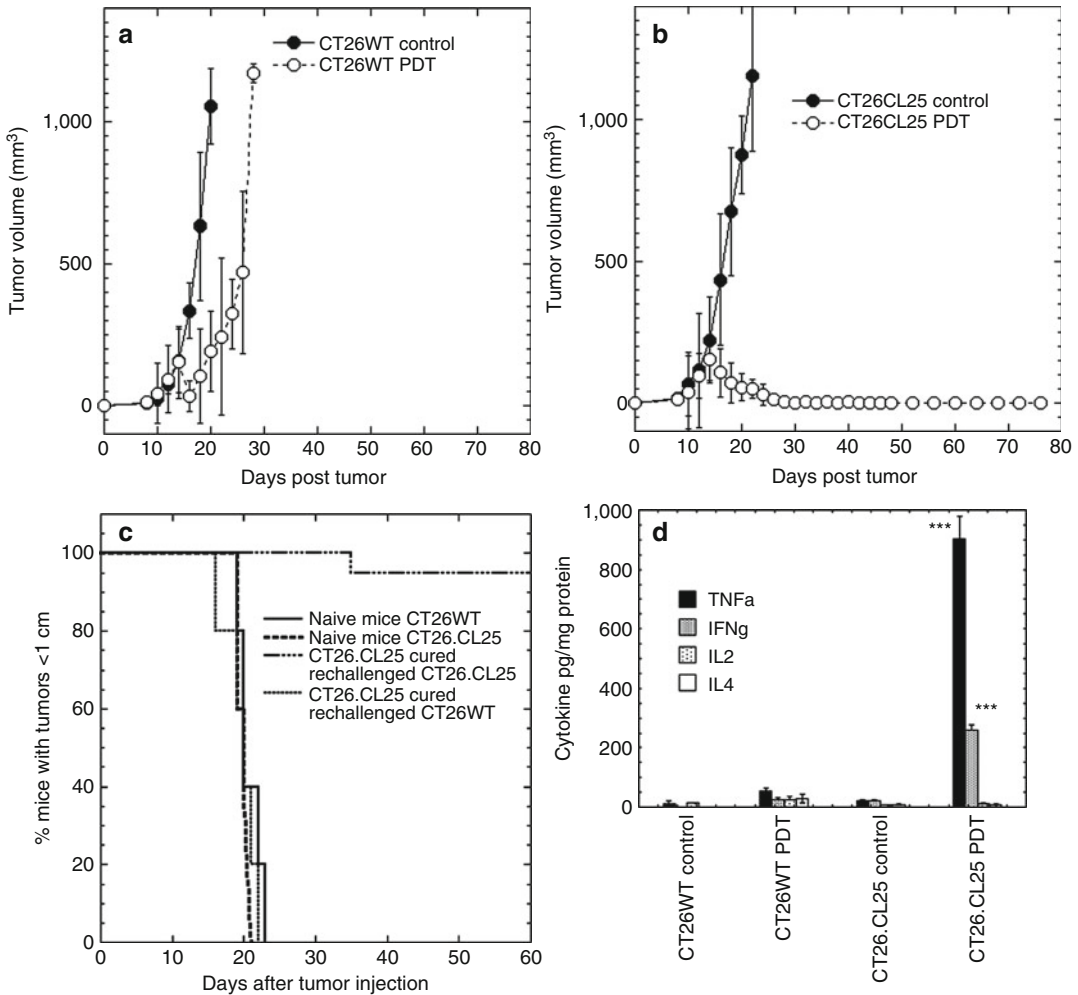 a
CT26WT control
CT26WT PDT
1,000
500
0
Tumor volume (mm³)
0 10 20 30 40 50 60 70 80
Days post tumor
b
CT26CL25 control
CT26CL25 PDT
1,000
500
0
Tumor volume (mm³)
0 10 20 30 40 50 60 70 80
Days post tumor
c
100
80
60
40
20
0
% mice with tumors <1 cm
Naive mice CT26WT
Naive mice CT26.CL25
CT26.CL25 cured
rechallenged CT26.CL25
CT26.CL25 cured
rechallenged CT26WT
0 10 20 30 40 50 60
Days after tumor injection
d
1,000
800
600
400
200
0
Cytokine pg/mg protein
TNFa
IFNg
IL2
IL4
***
***
CT26WT control
CT26WT PDT
CT26.CL25 control
CT26.CL25 PDT